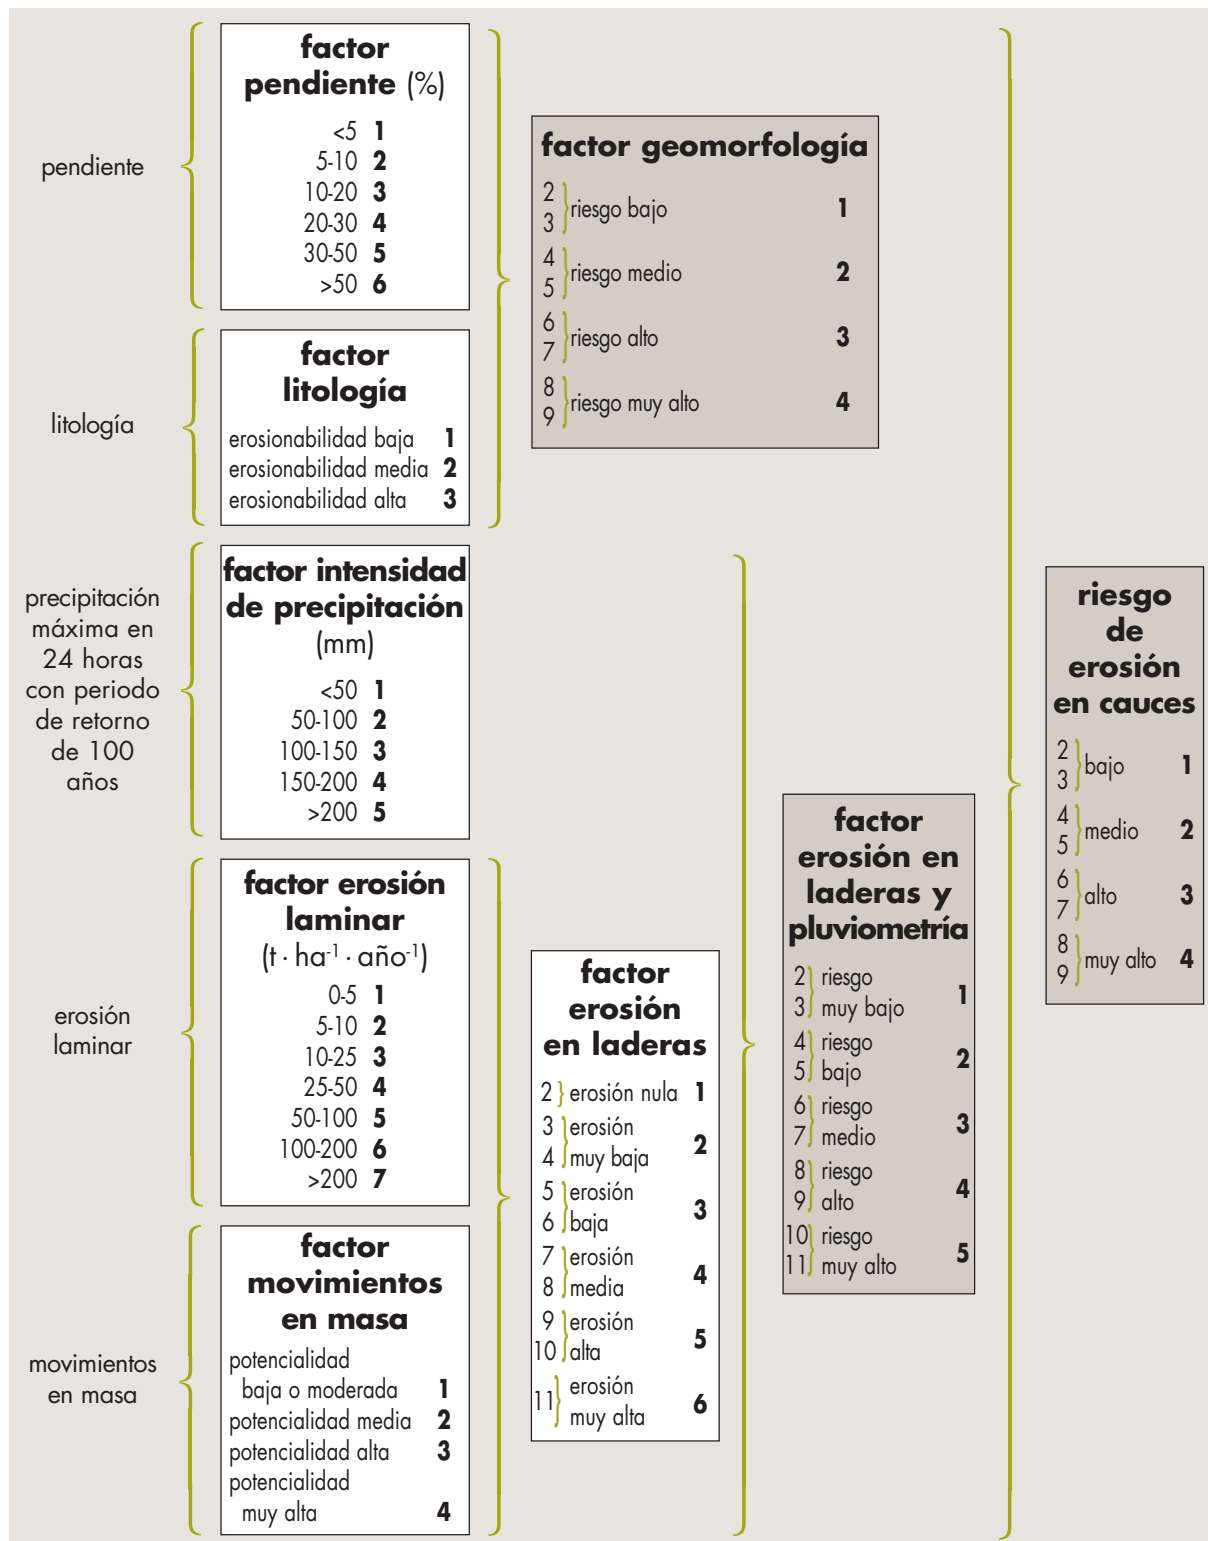 pendiente
factor
pendiente (%)
<5 1
5-10 2
10-20 3
20-30 4
30-50 5
>50 6
litología
factor
litología
erosionabilidad baja 1
erosionabilidad media 2
erosionabilidad alta 3
factor geomorfología
2
3
riesgo bajo 1
4
5
riesgo medio 2
6
7
riesgo alto 3
8
9
riesgo muy alto 4
precipitación
máxima en
24 horas
con periodo
de retorno
de 100
años
factor intensidad
de precipitación
(mm)
<50 1
50-100 2
100-150 3
150-200 4
>200 5
erosión
laminar
factor erosión
laminar
(t · ha-1 · año-1)
0-5 1
5-10 2
10-25 3
25-50 4
50-100 5
100-200 6
>200 7
movimientos
en masa
factor
movimientos
en masa
potencialidad
baja o moderada 1
potencialidad media 2
potencialidad alta 3
potencialidad
muy alta 4
factor
erosión
en laderas
2 erosión nula 1
3 erosión
4 muy baja 2
5 erosión
6 baja 3
7 erosión
8 media 4
9 erosión
10 alta 5
11 erosión
muy alta 6
factor
erosión en
laderas y
pluviometría
2 riesgo
3 muy bajo 1
4 riesgo
5 bajo 2
6 riesgo
7 medio 3
8 riesgo
9 alto 4
10 riesgo
11 muy alto 5
riesgo
de
erosión
en cauces
2
3
bajo 1
4
5
medio 2
6
7
alto 3
8
9
muy alto 4